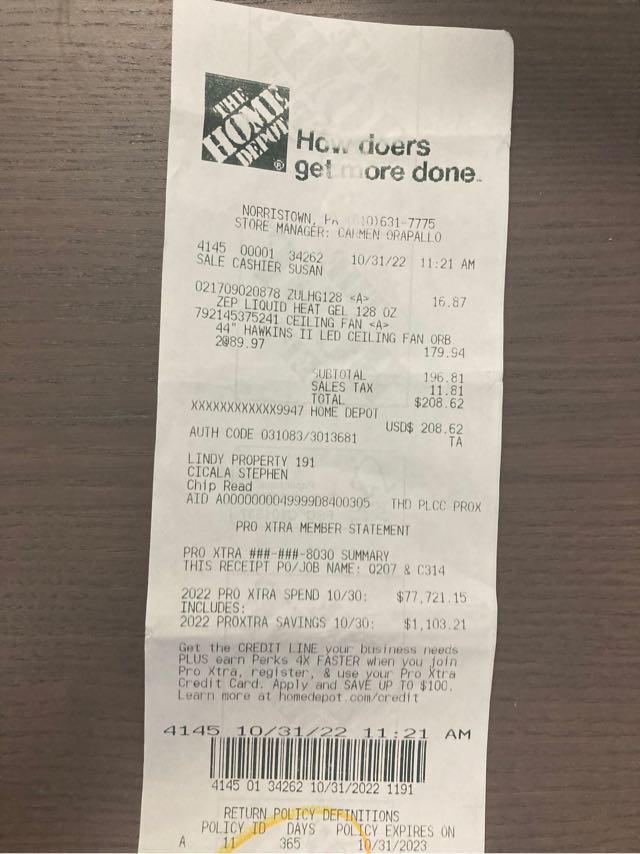 THE
HOME
DEPOT
®
How doers
get more done.
NORRISTOWN, PA 10)631-7775
STORE MANAGER: CARMEN ORAPALLO
4145 00001 34262 10/31/22 11:21 AM
SALE CASHIER SUSAN
021709020878 ZULHG128 <A> 16.87
ZEP LIQUID HEAT GEL 128 OZ
792145375241 CEILING FAN <A>
44" HAWKINS II LED CEILING FAN ORB
2@89.97 179.94
SUBTOTAL 196.81
SALES TAX 11.81
TOTAL $208.62
XXXXXXXXXXXX9947 HOME DEPOT
USD$ 208.62
AUTH CODE 031083/3013681 TA
LINDY PROPERTY 191
CICALA STEPHEN
Chip Read
AID A0000000049999D8400305 THD PLCC PROX
PRO XTRA MEMBER STATEMENT
PRO XTRA ###-###-8030 SUMMARY
THIS RECEIPT PO/JOB NAME: Q207 & C314
2022 PRO XTRA SPEND 10/30: $77,721.15
INCLUDES:
2022 PROXTRA SAVINGS 10/30: $1,103.21
Get the CREDIT LINE your business needs
PLUS earn Perks 4X FASTER when you join
Pro Xtra, register, & use your Pro Xtra
Credit Card. Apply and SAVE UP TO $100.
Learn more at homedepot.com/credit
4145 10/31/22 11:21 AM
4145 01 34262 10/31/2022 1191
RETURN POLICY DEFINITIONS
POLICY ID DAYS POLICY EXPIRES ON
A 11 365 10/31/2023